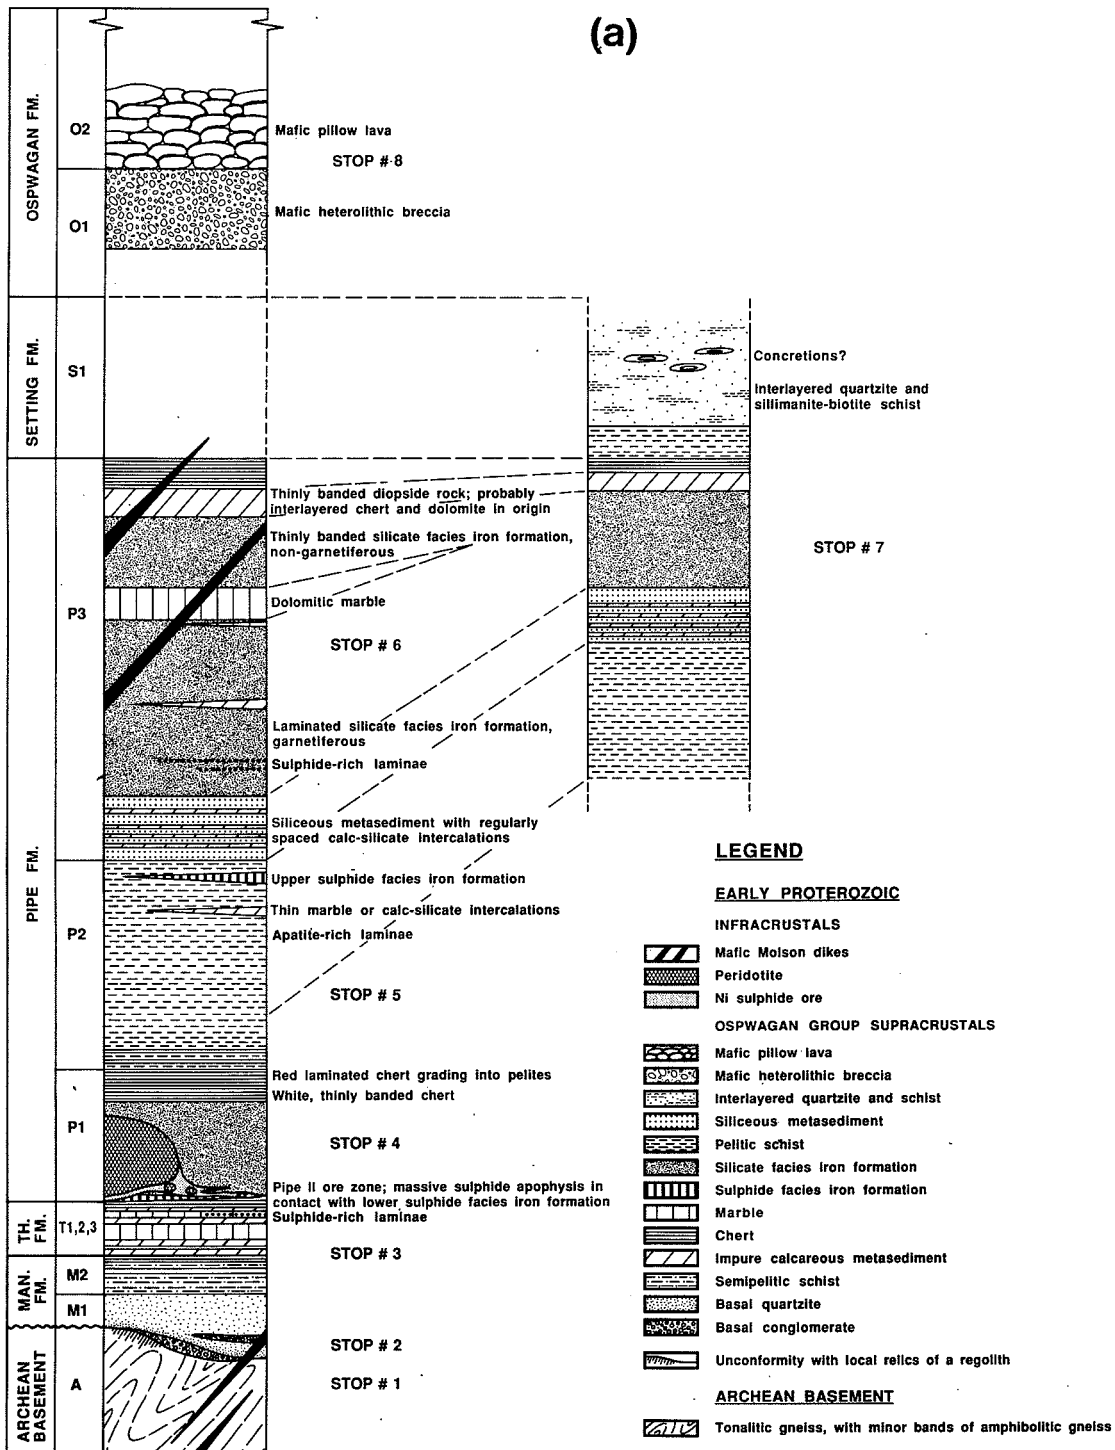 (a)
OSPWAGAN FM.
O2
Mafic pillow lava
STOP # 8
O1
Mafic heterolithic breccia
SETTING FM.
S1
Concretions?
Interlayered quartzite and
sillimanite-biotite schist
PIPE FM.
P3
Thinly banded diopside rock; probably
interlayered chert and dolomite in origin
Thinly banded silicate facies iron formation,
non-garnetiferous
Dolomitic marble
STOP # 6
STOP # 7
Laminated silicate facies iron formation,
garnetiferous
Sulphide-rich laminae
Siliceous metasediment with regularly
spaced calc-silicate intercalations
P2
Upper sulphide facies iron formation
Thin marble or calc-silicate intercalations
Apatite-rich laminae
STOP # 5
P1
Red laminated chert grading into pelites
White, thinly banded chert
STOP # 4
Pipe II ore zone; massive sulphide apophysis in
contact with lower sulphide facies iron formation
Sulphide-rich laminae
TH. FM.
T1,2,3
STOP # 3
MAN. FM.
M2
M1
STOP # 2
ARCHEAN BASEMENT
A
STOP # 1
LEGEND
EARLY PROTEROZOIC
INFRACRUSTALS
Mafic Molson dikes
Peridotite
Ni sulphide ore
OSPWAGAN GROUP SUPRACRUSTALS
Mafic pillow lava
Mafic heterolithic breccia
Interlayered quartzite and schist
Siliceous metasediment
Pelitic schist
Silicate facies iron formation
Sulphide facies iron formation
Marble
Chert
Impure calcareous metasediment
Semipelitic schist
Basal quartzite
Basal conglomerate
Unconformity with local relics of a regolith
ARCHEAN BASEMENT
Tonalitic gneiss, with minor bands of amphibolitic gneiss